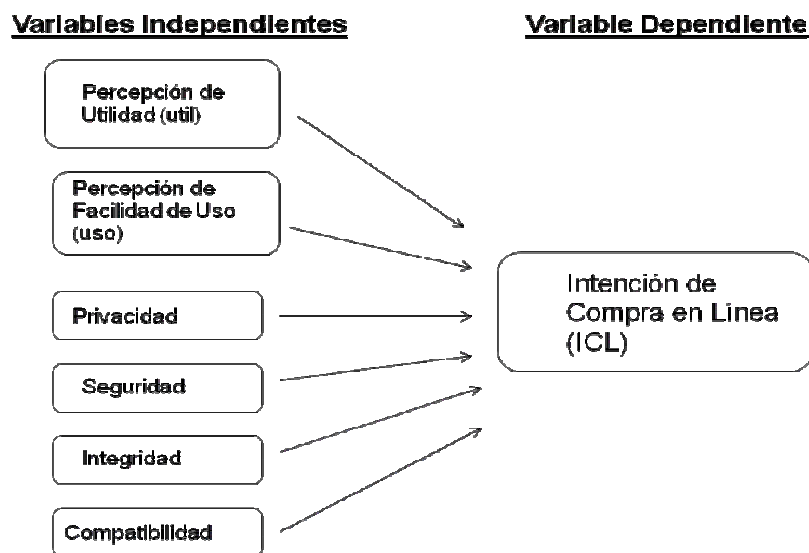 Variables Independientes
Variable Dependiente
Percepción de
Utilidad (util)
Percepción de
Facilidad de Uso
(uso)
Privacidad
Seguridad
Integridad
Compatibilidad
Intención de
Compra en Linea
(ICL)